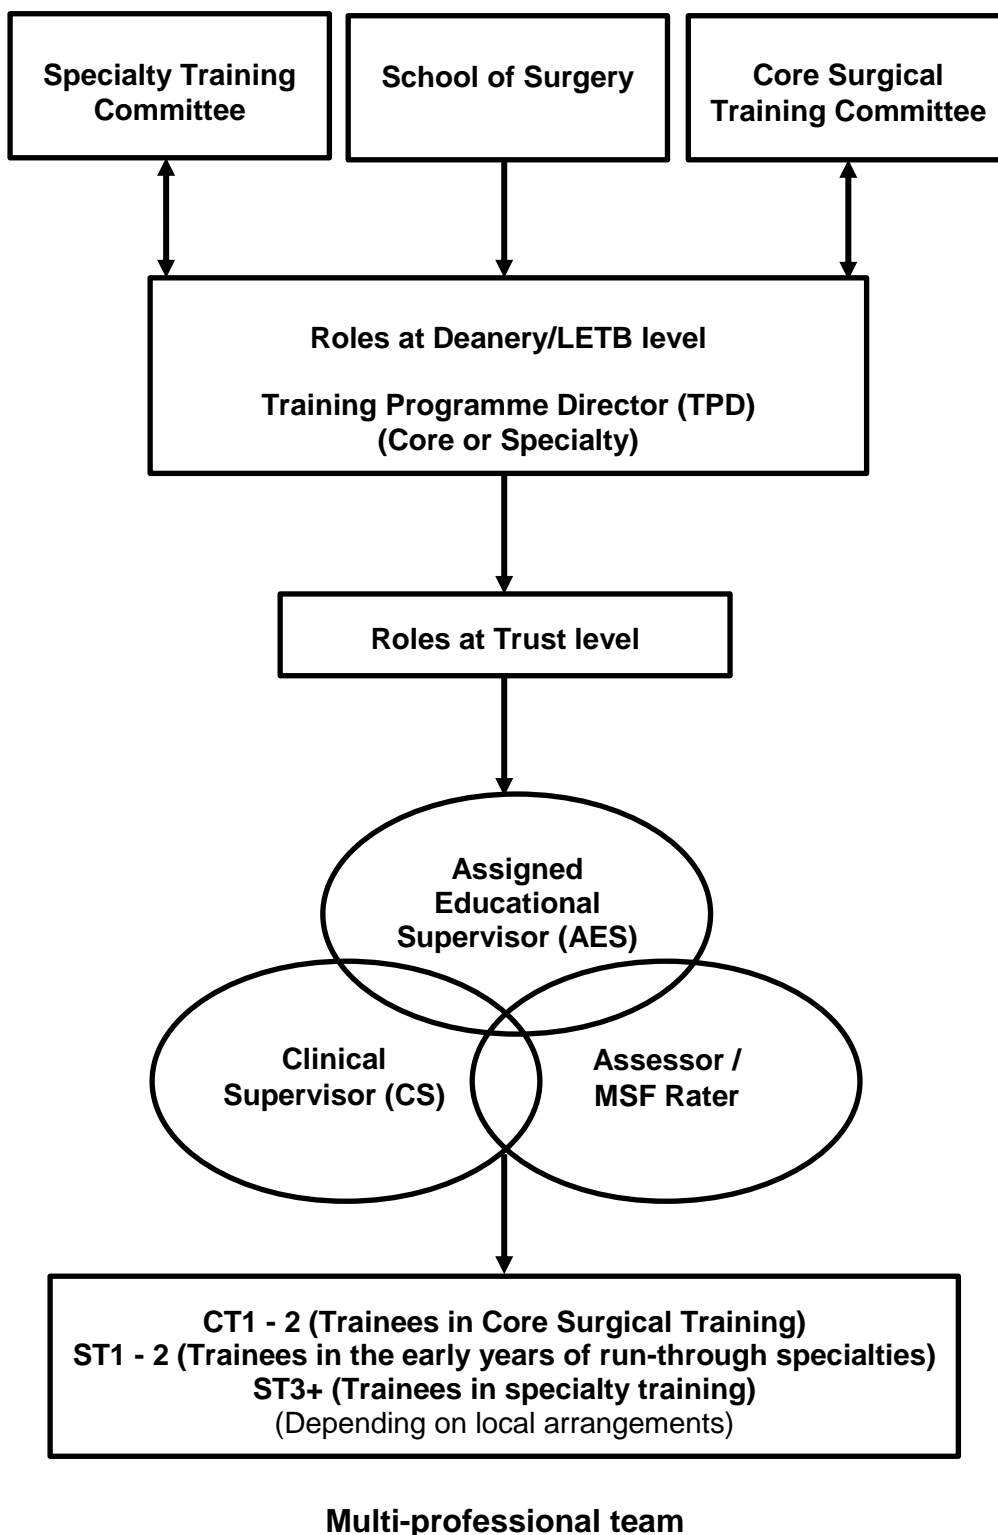 Specialty Training
Committee
School of Surgery
Core Surgical
Training Committee
Roles at Deanery/LETB level
Training Programme Director (TPD)
(Core or Specialty)
Roles at Trust level
Assigned
Educational
Supervisor (AES)
Clinical
Supervisor (CS)
Assessor /
MSF Rater
CT1 - 2 (Trainees in Core Surgical Training)
ST1 - 2 (Trainees in the early years of run-through specialties)
ST3+ (Trainees in specialty training)
(Depending on local arrangements)
Multi-professional team